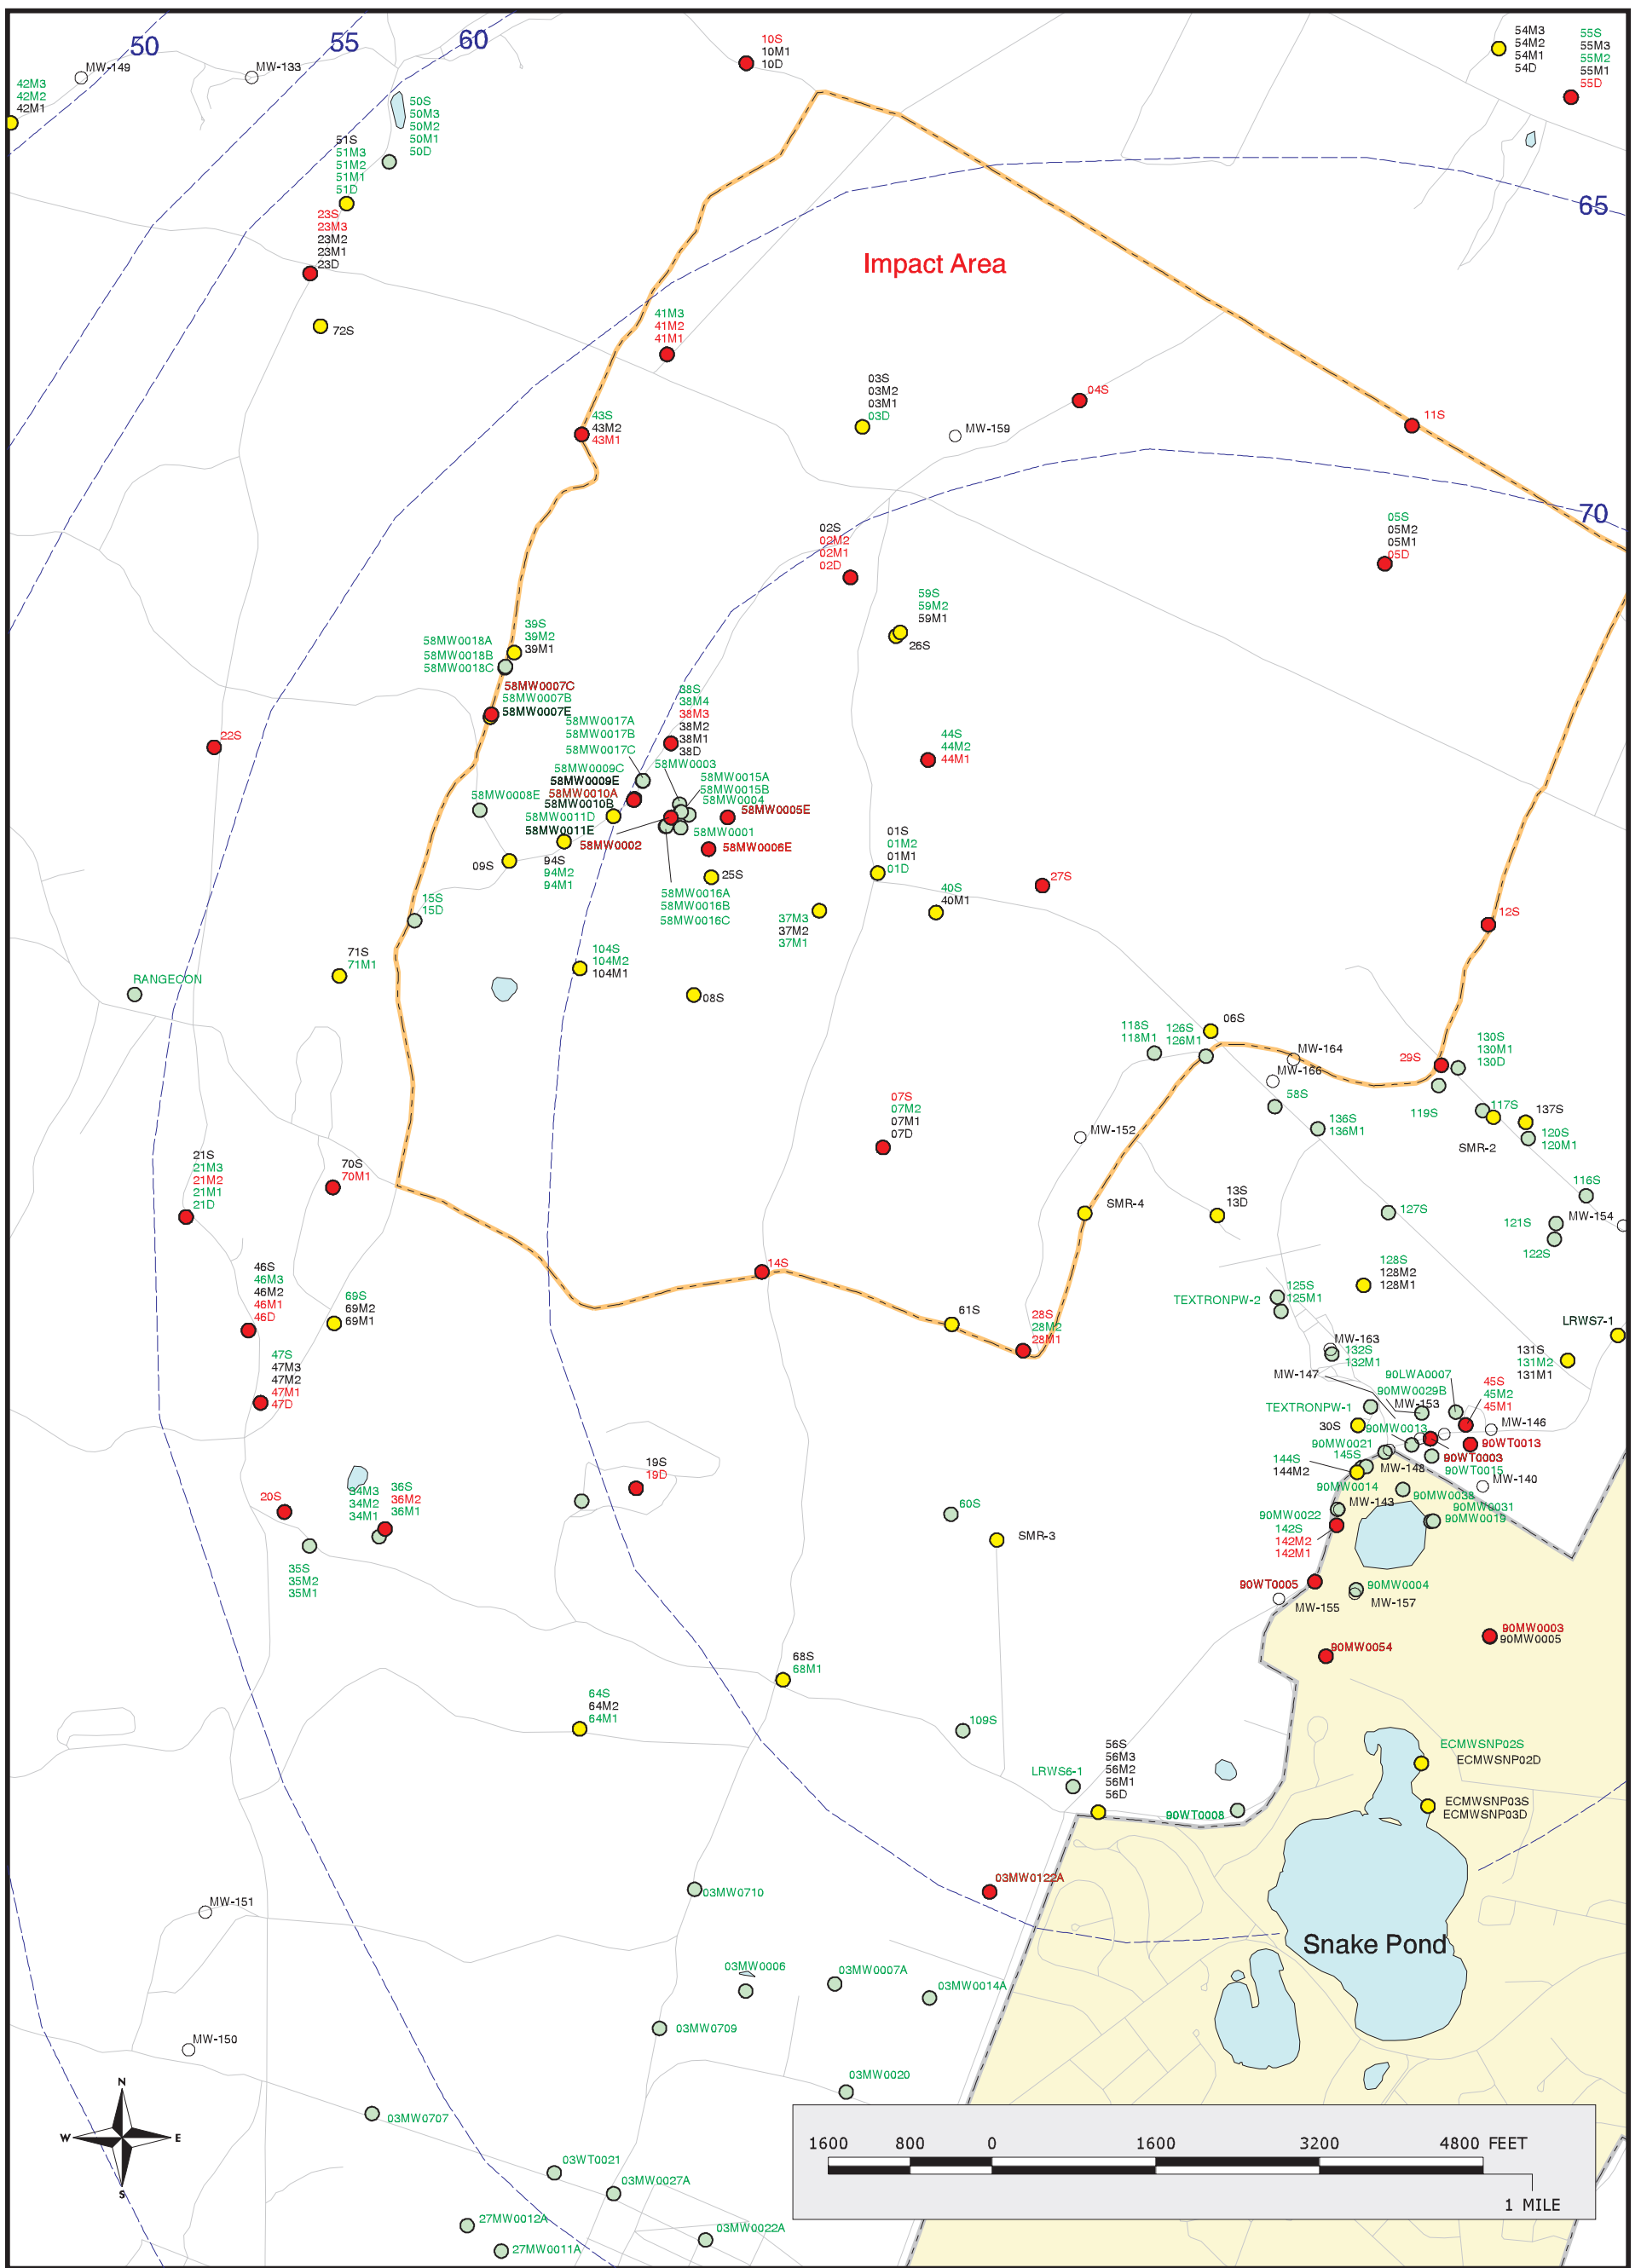 50
55
60
MW-149
MW-133
42M3
42M2
42M1
50S
50M3
50M2
50M1
50D
51S
51M3
51M2
51M1
51D
23S
23M3
23M2
23M1
23D
72S
10S
10M1
10D
54M3
54M2
54M1
54D
55S
55M3
55M2
55M1
55D
65
Impact Area
41M3
41M2
41M1
43S
43M2
43M1
03S
03M2
03M1
03D
MW-159
04S
11S
70
02S
02M2
02M1
02D
05S
05M2
05M1
05D
59S
59M2
59M1
26S
39S
39M2
39M1
58MW0018A
58MW0018B
58MW0018C
58MW0007C
58MW0007B
58MW0007E
22S
58MW0017A
58MW0017B
58MW0017C
38S
38M4
38M3
38M2
38M1
38D
44S
44M2
44M1
58MW0003
58MW0009C
58MW0009E
58MW0010A
58MW0010B
58MW0011D
58MW0011E
58MW0002
58MW0008E
58MW0015A
58MW0015B
58MW0004
58MW0005E
58MW0001
58MW0006E
25S
09S
94S
94M2
94M1
58MW0016A
58MW0016B
58MW0016C
15S
15D
01S
01M2
01M1
01D
40S
40M1
27S
37M3
37M2
37M1
12S
71S
71M1
104S
104M2
104M1
08S
RANGECON
118S
118M1
126S
126M1
06S
MW-164
MW-166
29S
130S
130M1
130D
58S
119S
117S
137S
SMR-2
120S
120M1
136S
136M1
07S
07M2
07M1
07D
MW-152
21S
21M3
21M2
21M1
21D
70S
70M1
SMR-4
13S
13D
127S
116S
121S
MW-154
122S
14S
128S
128M2
128M1
46S
46M3
46M2
46M1
46D
69S
69M2
69M1
61S
28S
28M2
28M1
TEXTRONPW-2
125S
125M1
LRWS7-1
MW-163
132S
132M1
131S
131M2
131M1
47S
47M3
47M2
47M1
47D
MW-147
90LWA0007
90MW0029B
MW-153
45S
45M2
45M1
TEXTRONPW-1
30S
90MW0013
MW-146
90WT0013
90MW0021
145S
90WT0003
90WT0015
144S
144M2
MW-148
MW-140
90MW0014
19S
19D
20S
34M3
34M2
34M1
36S
36M2
36M1
35S
35M2
35M1
60S
SMR-3
90MW0022
MW-143
142S
142M2
142M1
90MW0038
90MW0031
90MW0019
90WT0005
MW-155
90MW0004
MW-157
90MW0054
90MW0003
90MW0005
68S
68M1
64S
64M2
64M1
109S
ECMWSNP02S
ECMWSNP02D
56S
56M3
56M2
56M1
56D
LRWS6-1
90WT0008
ECMWSNP03S
ECMWSNP03D
03MW0122A
03MW0710
MW-151
Snake Pond
03MW0006
03MW0007A
03MW0014A
03MW0709
MW-150
03MW0020
N
W
E
S
03MW0707
03WT0021
03MW0027A
27MW0012A
03MW0022A
27MW0011A
1600 800 0 1600 3200 4800 FEET
1 MILE